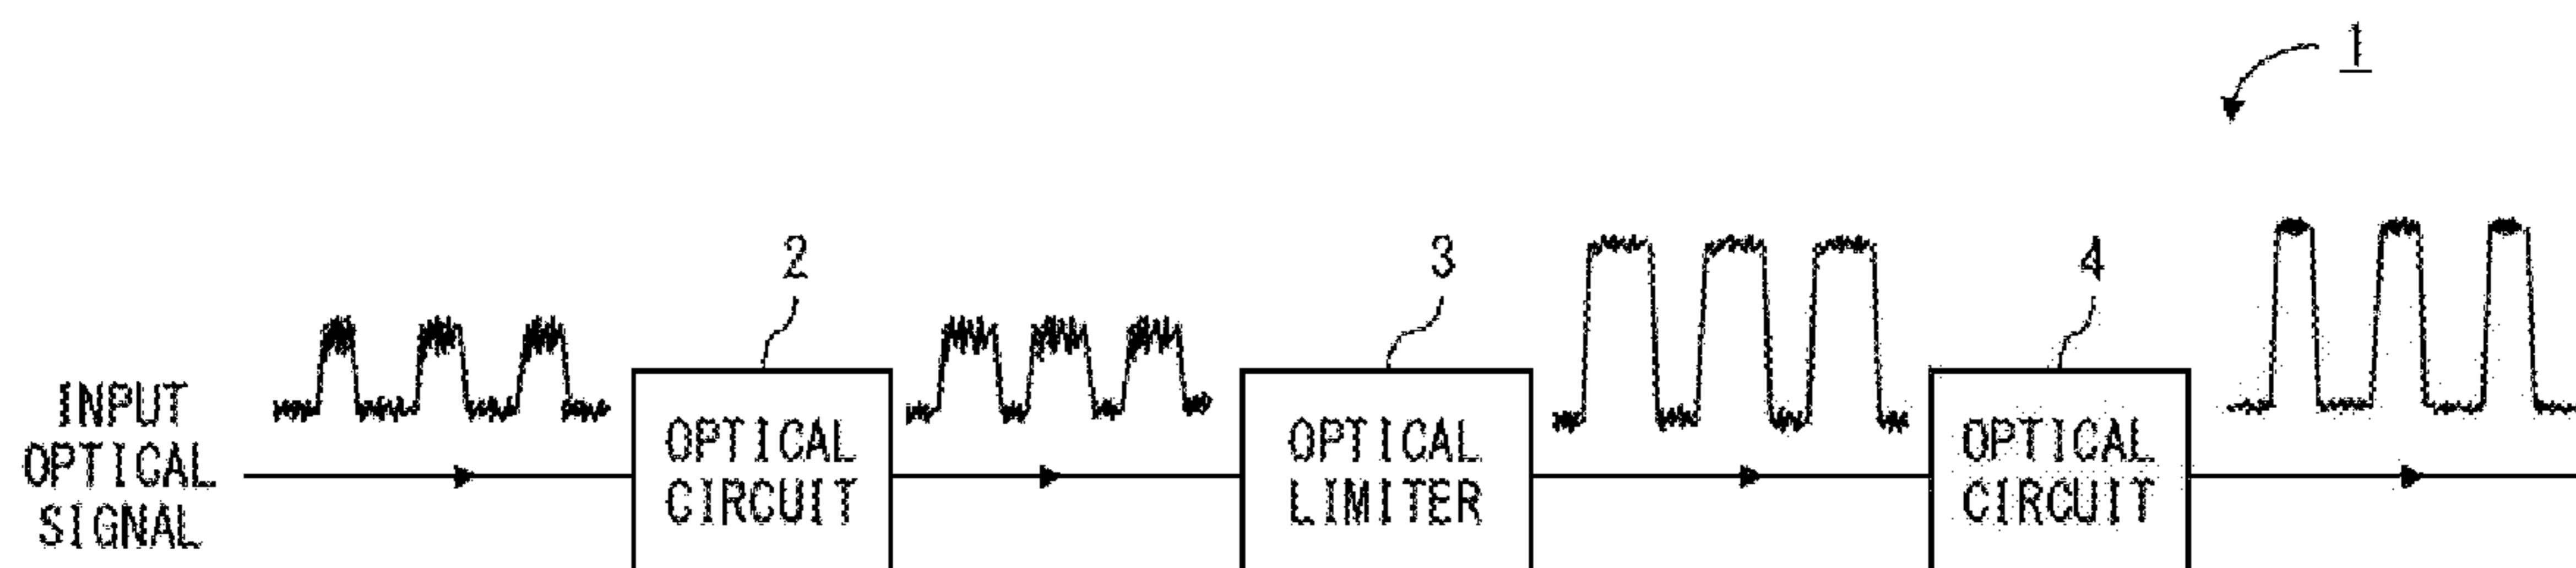 1
2
3
4
INPUT
OPTICAL
SIGNAL
OPTICAL
CIRCUIT
OPTICAL
LIMITER
OPTICAL
CIRCUIT